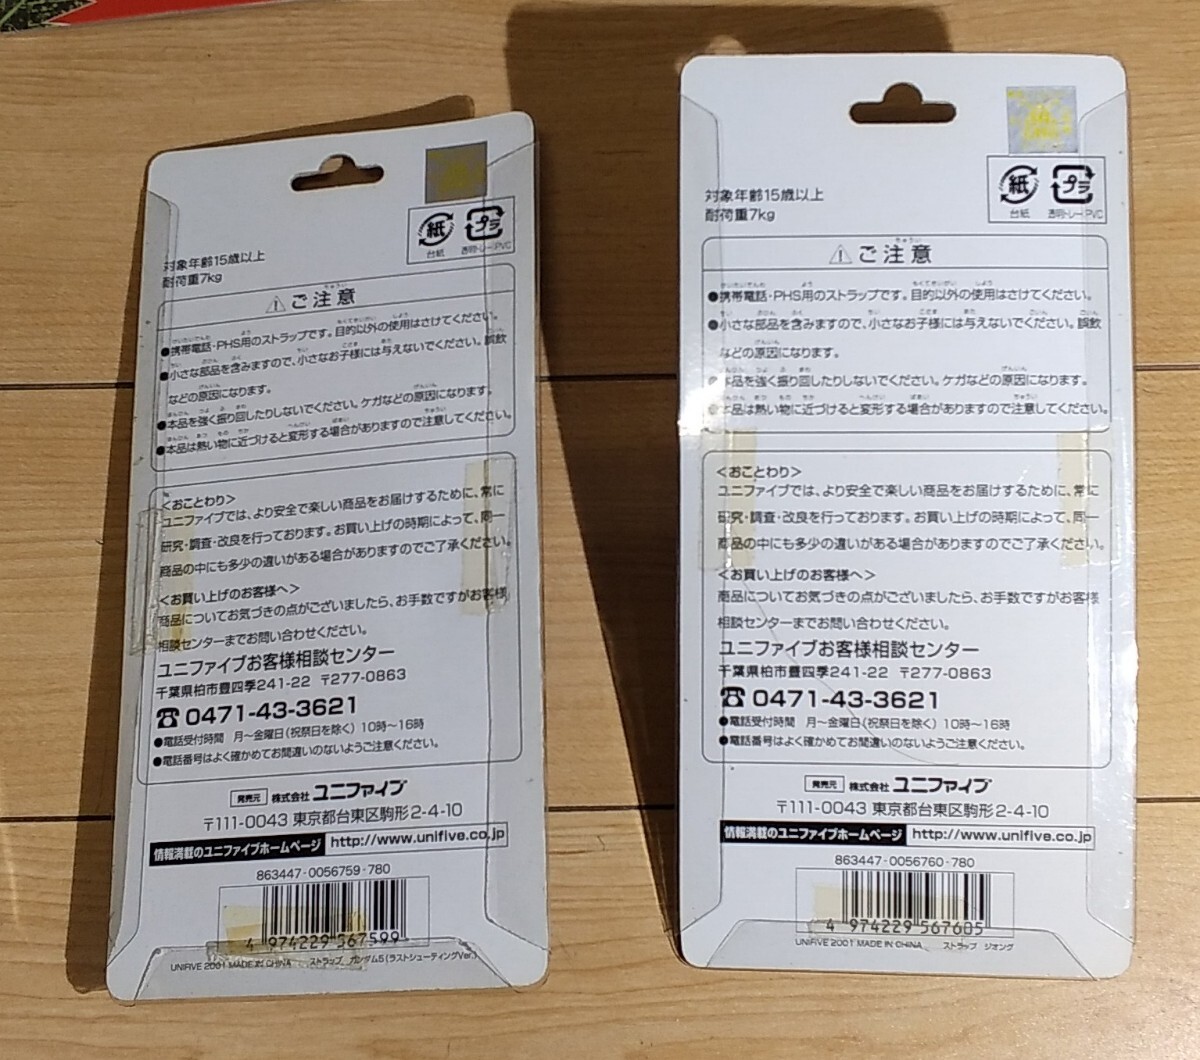 紙
プラ
台紙
透明トレー:PVC
対象年齢15歳以上
耐荷重7kg
ご注意
●携帯電話・PHS用のストラップです。目的以外の使用はさけてください。
●小さな部品を含みますので、小さなお子様には与えないでください。誤飲
などの原因になります。
●本品を強く振り回したりしないでください。ケガなどの原因になります。
●本品は熱い物に近づけると変形する場合がありますので注意してください。
<おことわり>
ユニファイブでは、より安全で楽しい商品をお届けするために、常に
研究・調査・改良を行っております。お買い上げの時期によって、同一
商品の中にも多少の違いがある場合がありますのでご了承ください。
<お買い上げのお客様へ>
商品についてお気づきの点がございましたら、お手数ですがお客様
相談センターまでお問い合わせください。
ユニファイブお客様相談センター
千葉県柏市豊四季241-22 〒277-0863
☎0471-43-3621
●電話受付時間 月〜金曜日(祝祭日を除く) 10時〜16時
●電話番号はよく確かめてお間違いのないようご注意ください。
発売元 株式会社ユニファイブ
〒111-0043 東京都台東区駒形2-4-10
情報満載のユニファイブホームページ http://www.unifive.co.jp
863447-0056759-780
4 974229 567599
UNIFIVE 2001 MADE IN CHINA ストラップ ガンダム5(ラストシューティングVer.)
紙
プラ
台紙
透明トレー:PVC
対象年齢15歳以上
耐荷重7kg
ご注意
●携帯電話・PHS用のストラップです。目的以外の使用はさけてください。
●小さな部品を含みますので、小さなお子様には与えないでください。誤飲
などの原因になります。
●本品を強く振り回したりしないでください。ケガなどの原因になります。
●本品は熱い物に近づけると変形する場合がありますので注意してください。
<おことわり>
ユニファイブでは、より安全で楽しい商品をお届けするために、常に
研究・調査・改良を行っております。お買い上げの時期によって、同一
商品の中にも多少の違いがある場合がありますのでご了承ください。
<お買い上げのお客様へ>
商品についてお気づきの点がございましたら、お手数ですがお客様
相談センターまでお問い合わせください。
ユニファイブお客様相談センター
千葉県柏市豊四季241-22 〒277-0863
☎0471-43-3621
●電話受付時間 月〜金曜日(祝祭日を除く) 10時〜16時
●電話番号はよく確かめてお間違いのないようご注意ください。
発売元 株式会社ユニファイブ
〒111-0043 東京都台東区駒形2-4-10
情報満載のユニファイブホームページ http://www.unifive.co.jp
863447-0056760-780
4 974229 567605
UNIFIVE 2001 MADE IN CHINA ストラップ ジオング